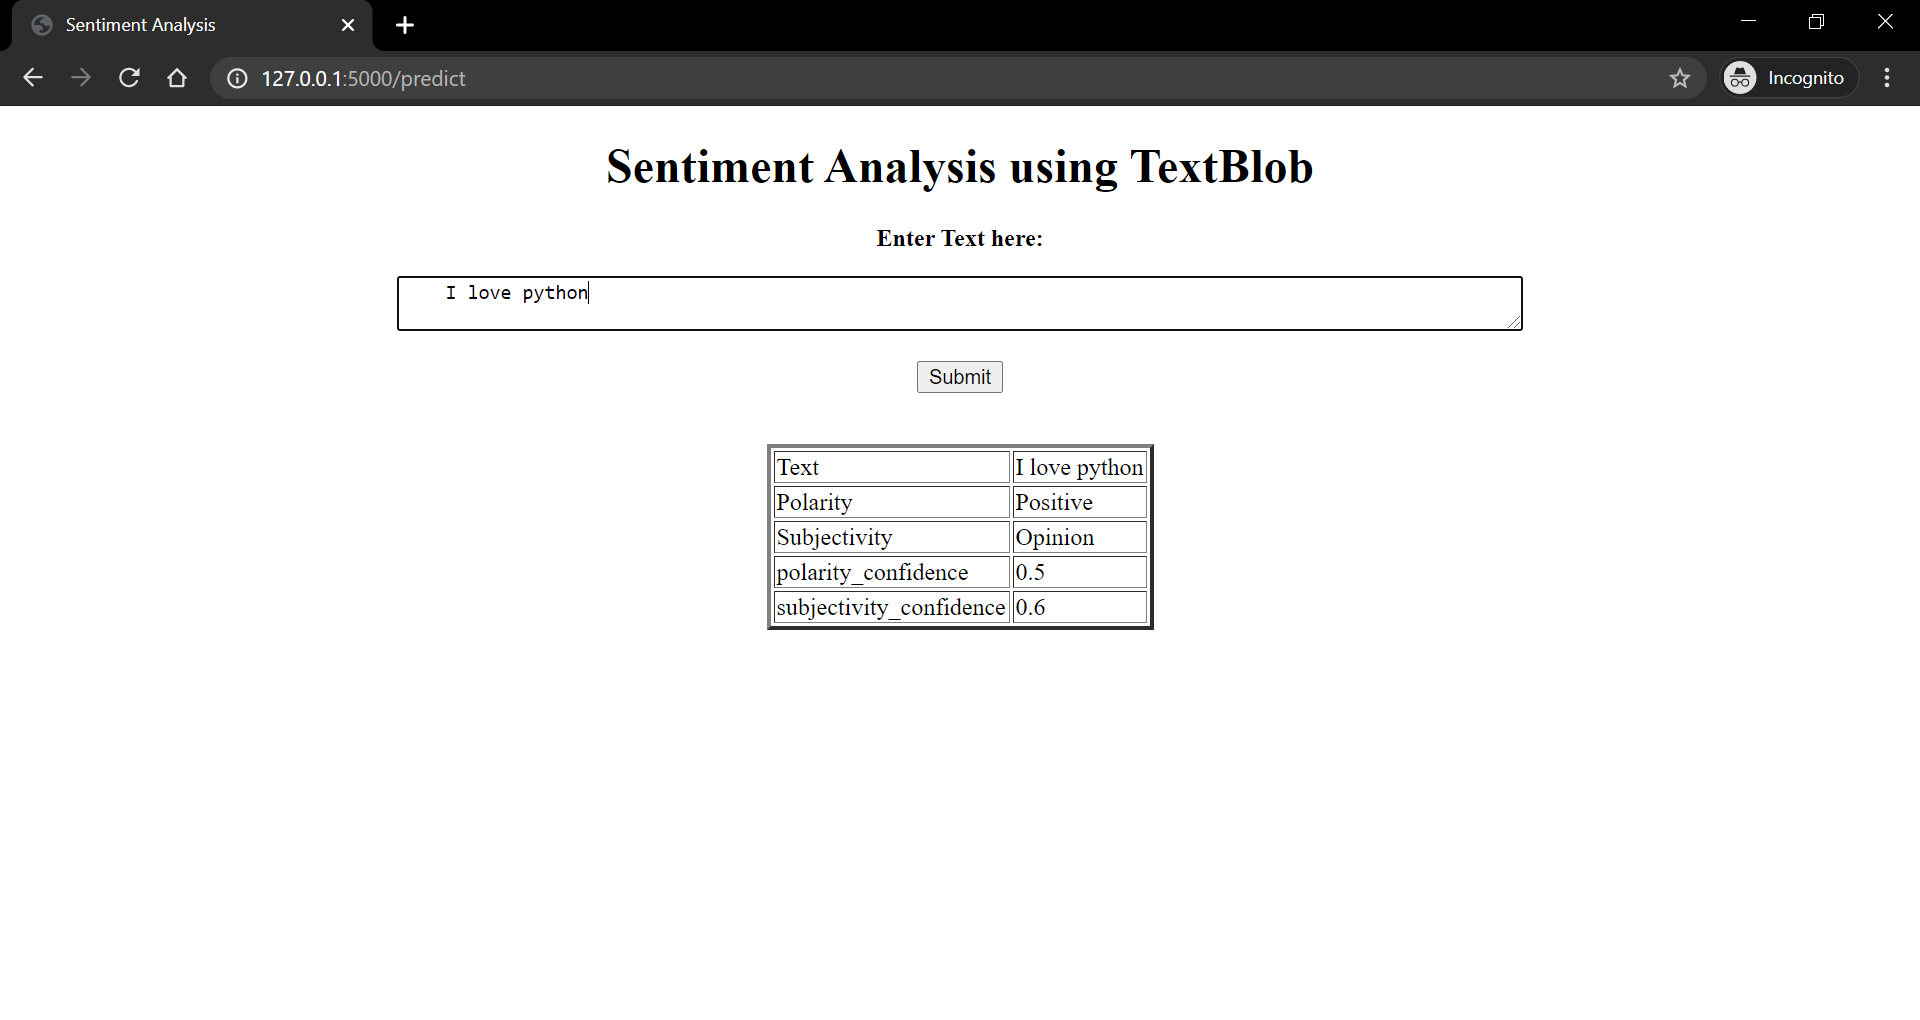 Sentiment Analysis
127.0.0.1:5000/predict
Incognito
Sentiment Analysis using TextBlob
Enter Text here:
I love python
Submit
Text I love python
Polarity Positive
Subjectivity Opinion
polarity_confidence 0.5
subjectivity_confidence 0.6